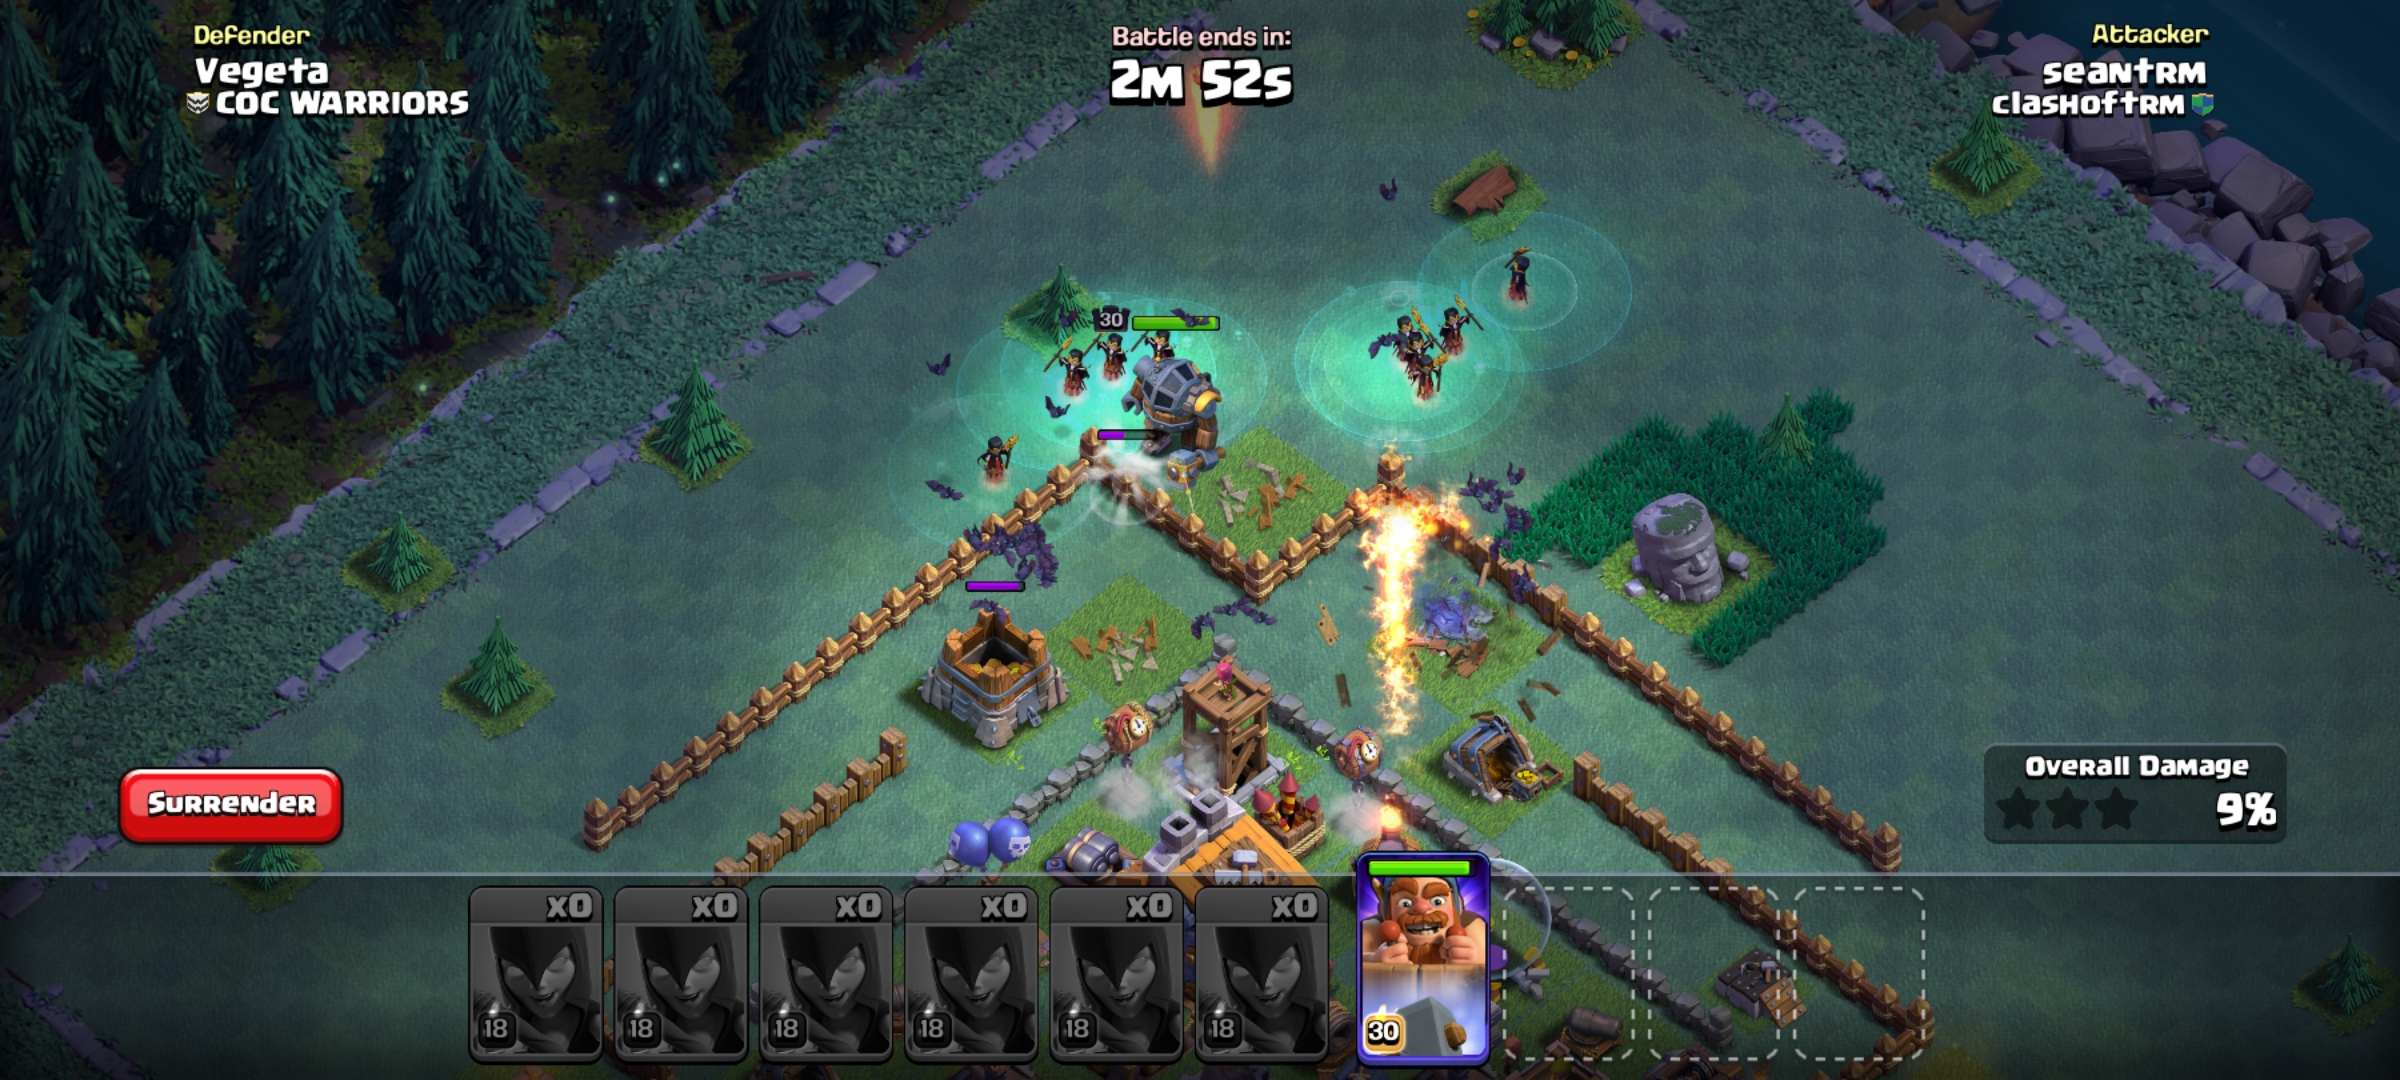 Defender
Vegeta
COC WARRIORS
Battle ends in:
2M 52s
Attacker
seantRM
clashoftRM
30
Surrender
Overall Damage
9%
x0 x0 x0 x0 x0 x0
18 18 18 18 18 18 30